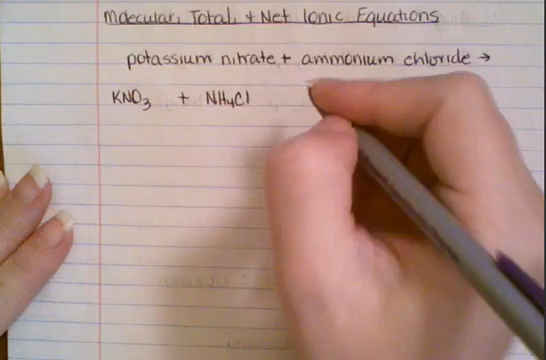 Molecular, Total, + Net Ionic Equations
potassium nitrate + ammonium chloride →
KNO₃ + NH₄Cl